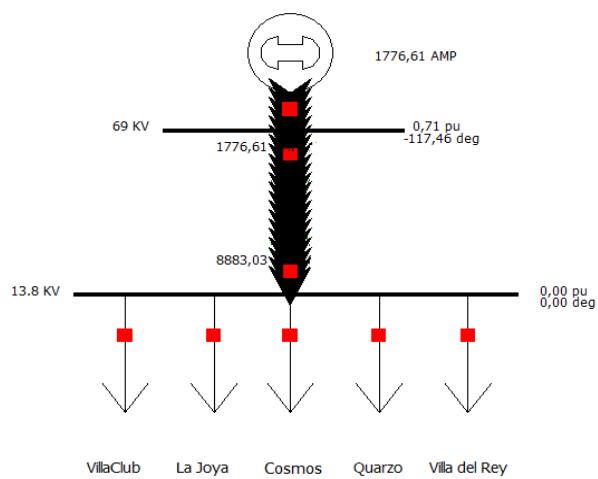 1776,61 AMP
69 KV
0,71 pu
-117,46 deg
1776,61
8883,03
13.8 KV
0,00 pu
0,00 deg
VillaClub
La Joya
Cosmos
Quarzo
Villa del Rey